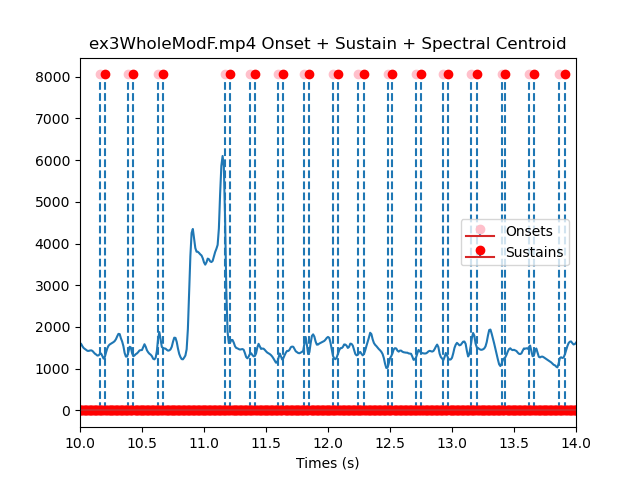 ex3WholeModF.mp4 Onset + Sustain + Spectral Centroid
8000
7000
6000
5000
4000
3000
2000
1000
0
Onsets
Sustains
10.0 10.5 11.0 11.5 12.0 12.5 13.0 13.5 14.0
Times (s)